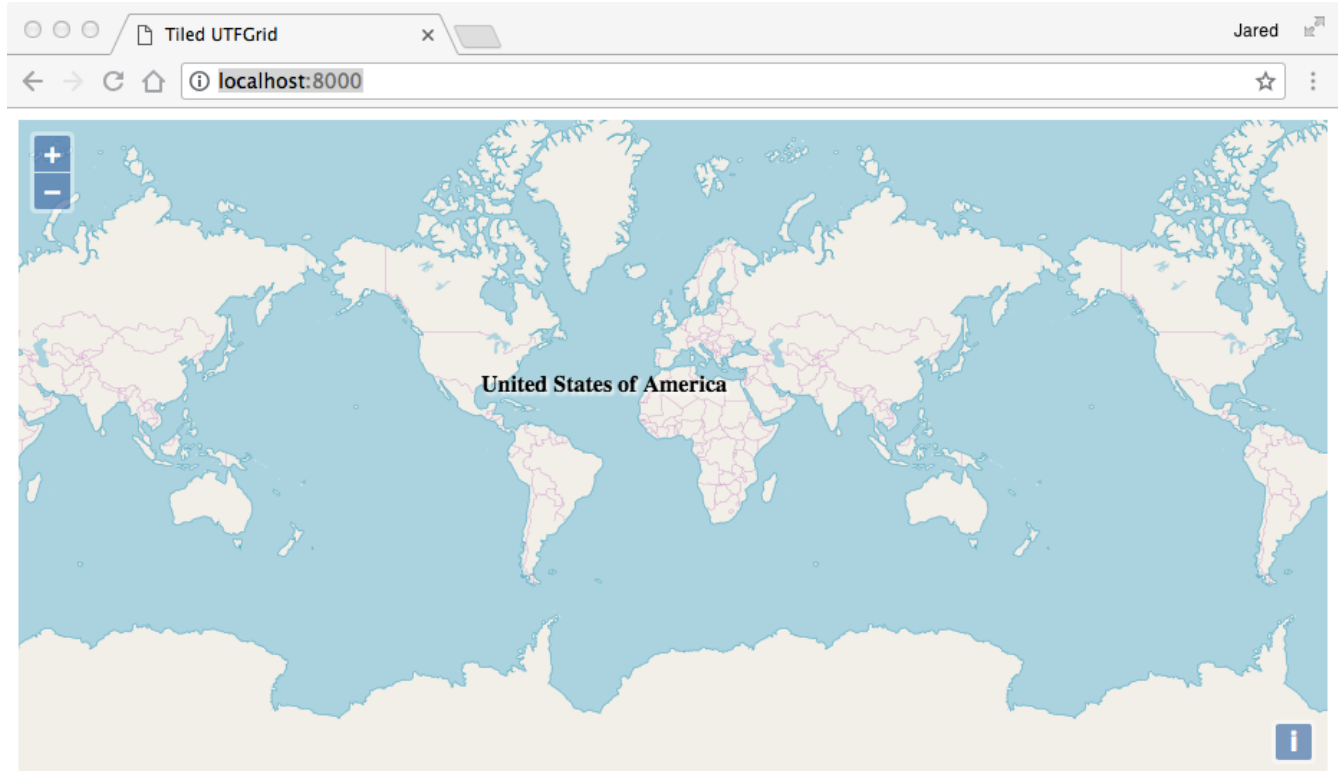 Tiled UTFGrid
Jared
localhost:8000
+
−
United States of America
i